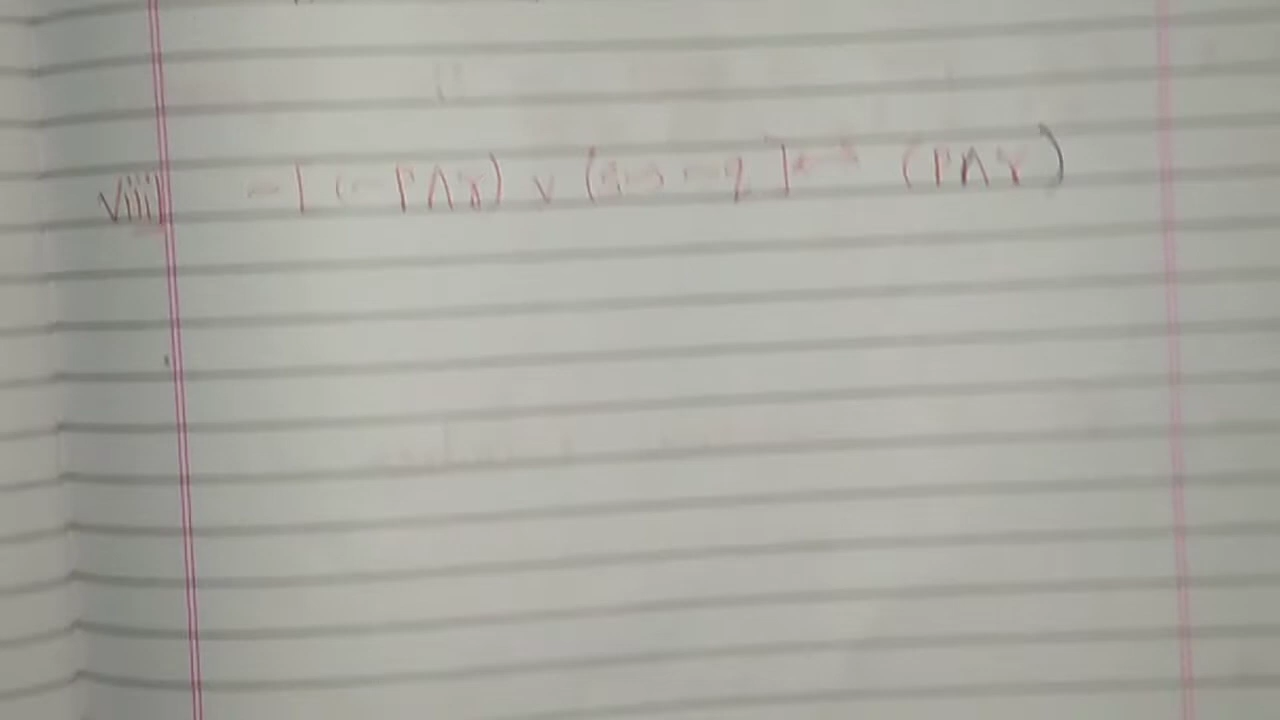 viii) ~[(~p∧r) ∨ (s→~q)]↔(p∧r)